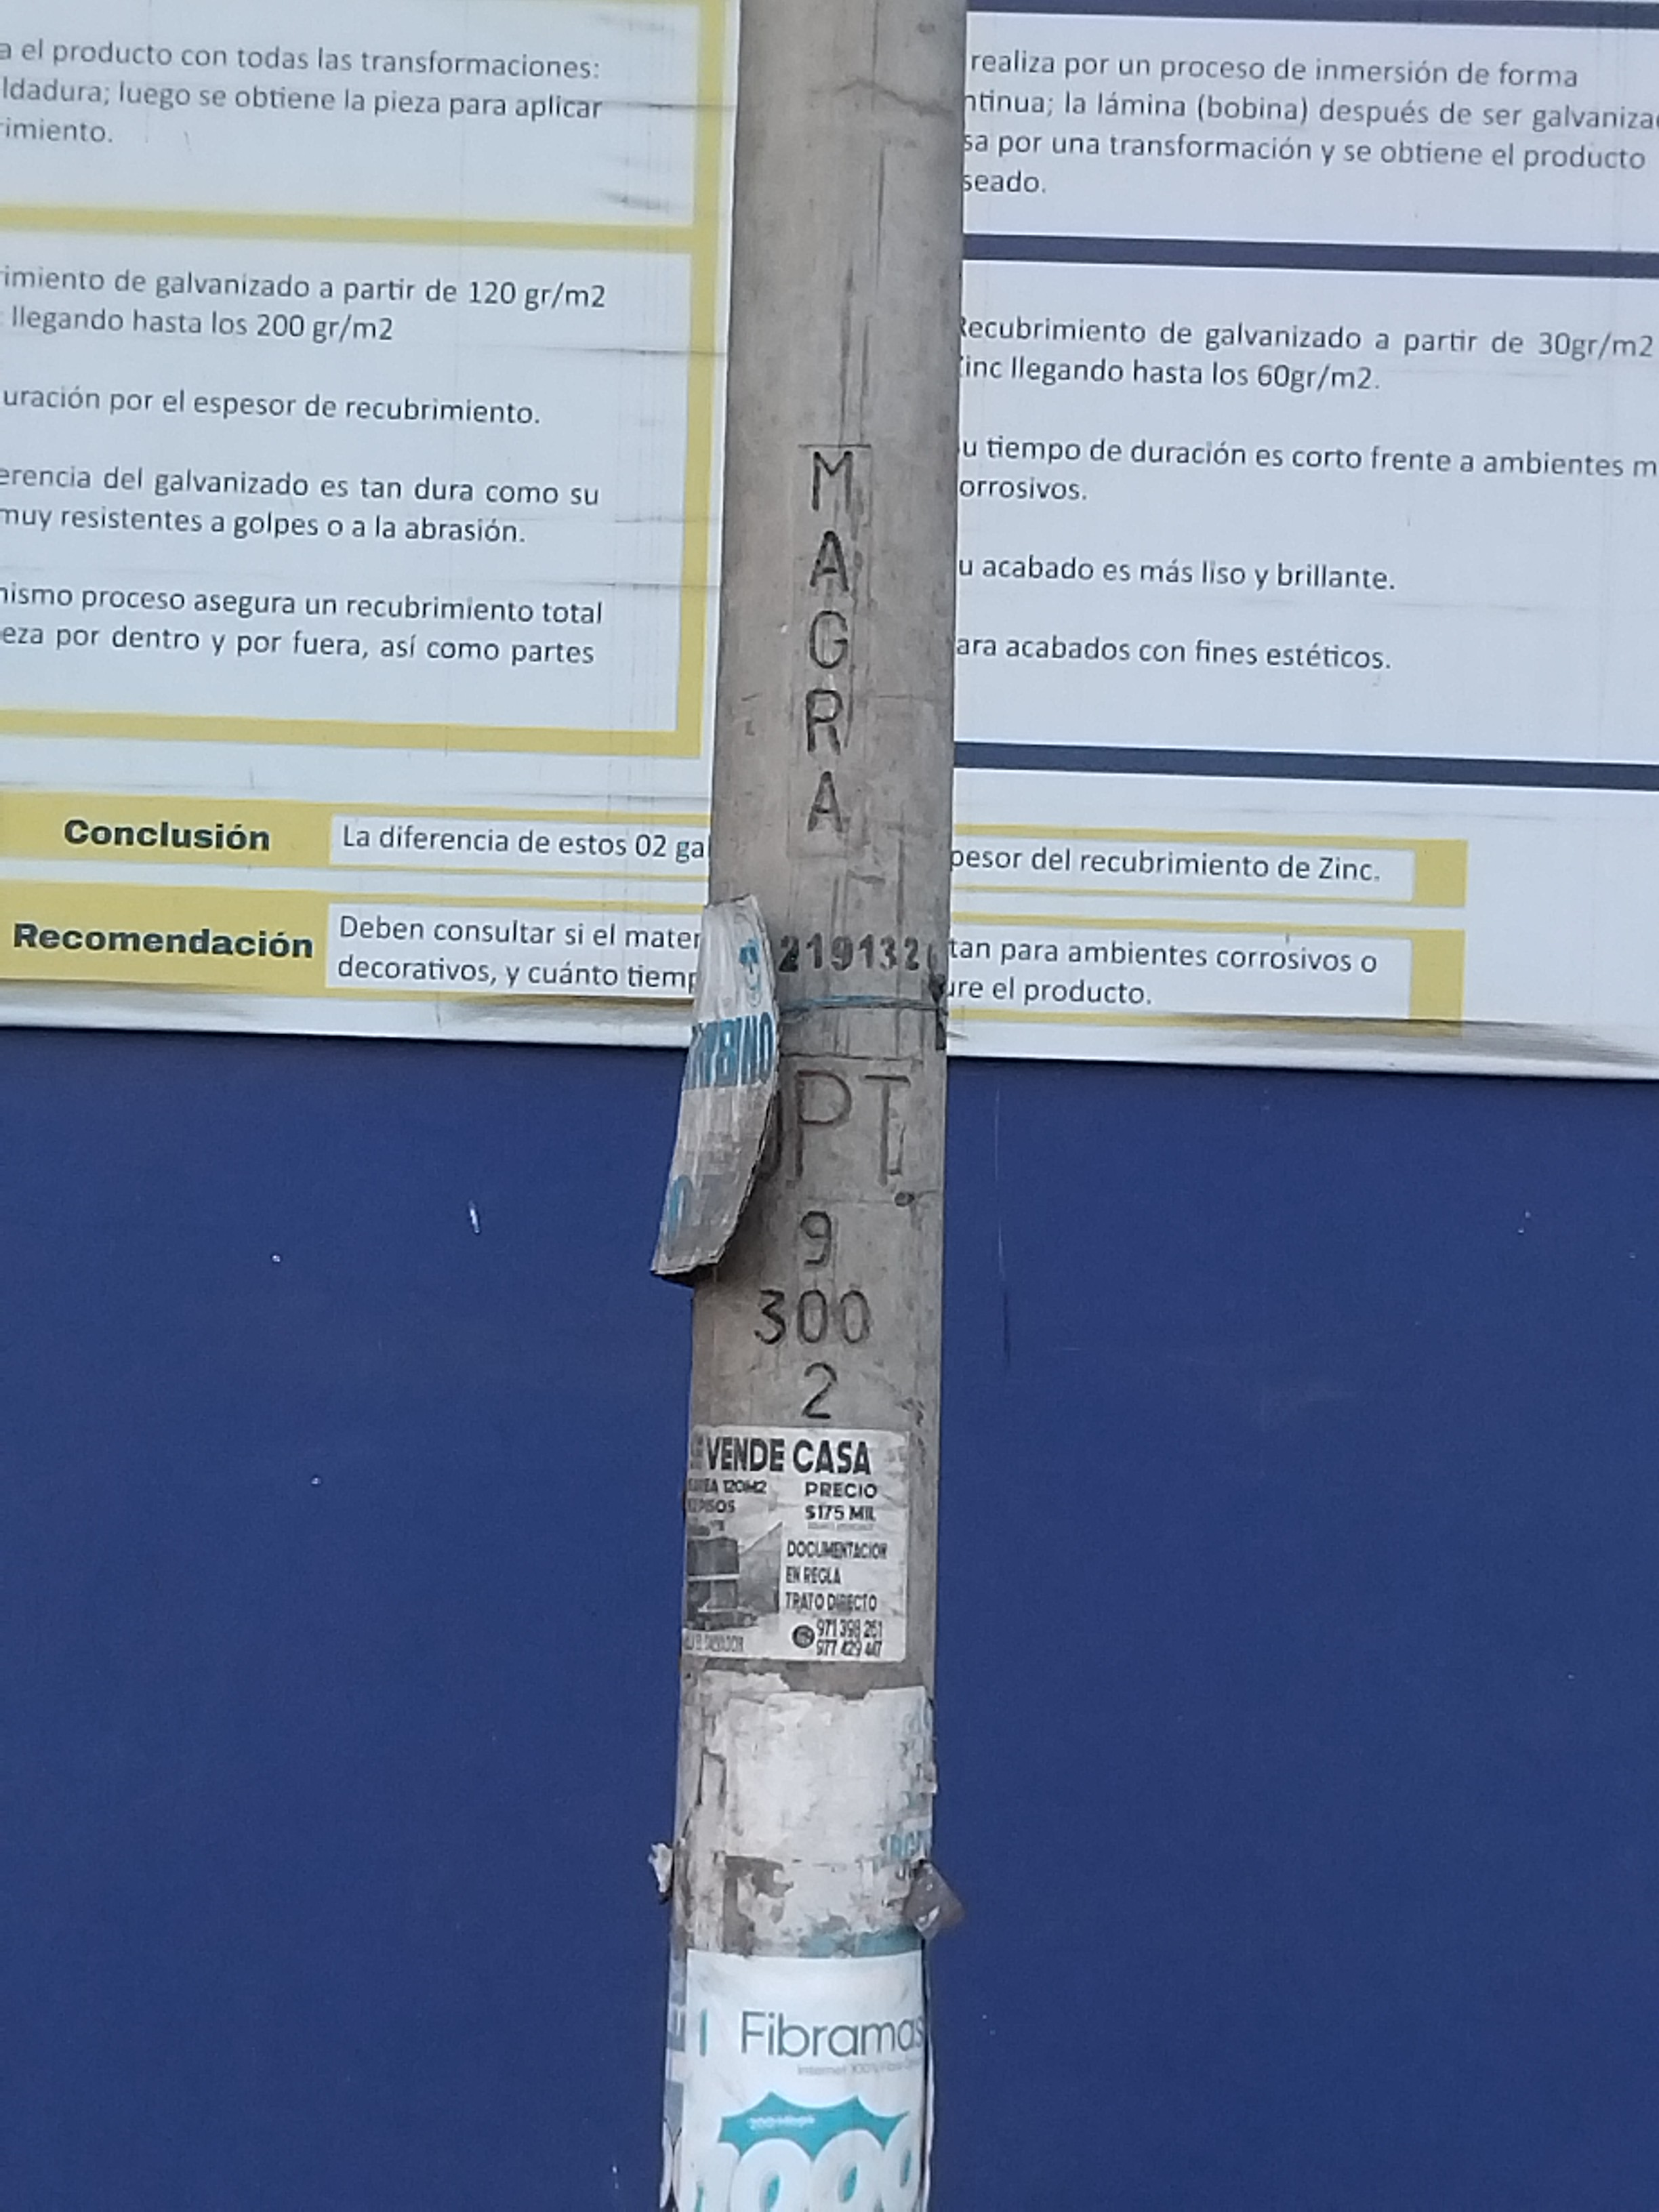 a el producto con todas las transformaciones:
ldadura; luego se obtiene la pieza para aplicar
rimiento.
imiento de galvanizado a partir de 120 gr/m2
llegando hasta los 200 gr/m2
uración por el espesor de recubrimiento.
erencia del galvanizado es tan dura como su
muy resistentes a golpes o a la abrasión.
nismo proceso asegura un recubrimiento total
eza por dentro y por fuera, así como partes
realiza por un proceso de inmersión de forma
ntinua; la lámina (bobina) después de ser galvaniza
sa por una transformación y se obtiene el producto
seado.
Recubrimiento de galvanizado a partir de 30gr/m2
inc llegando hasta los 60gr/m2.
u tiempo de duración es corto frente a ambientes m
orrosivos.
u acabado es más liso y brillante.
ara acabados con fines estéticos.
Conclusión
La diferencia de estos 02 ga
pesor del recubrimiento de Zinc.
Recomendación
Deben consultar si el mater
tan para ambientes corrosivos o
decorativos, y cuánto tiemp
ure el producto.
M
A
G
R
A
219132
PT
9
300
2
VENDE CASA
AREA 120M2
PISOS
PRECIO
$175 MIL
DOCUMENTACION
EN REGLA
TRATO DIRECTO
971 398 261
977 429 447
Fibramas